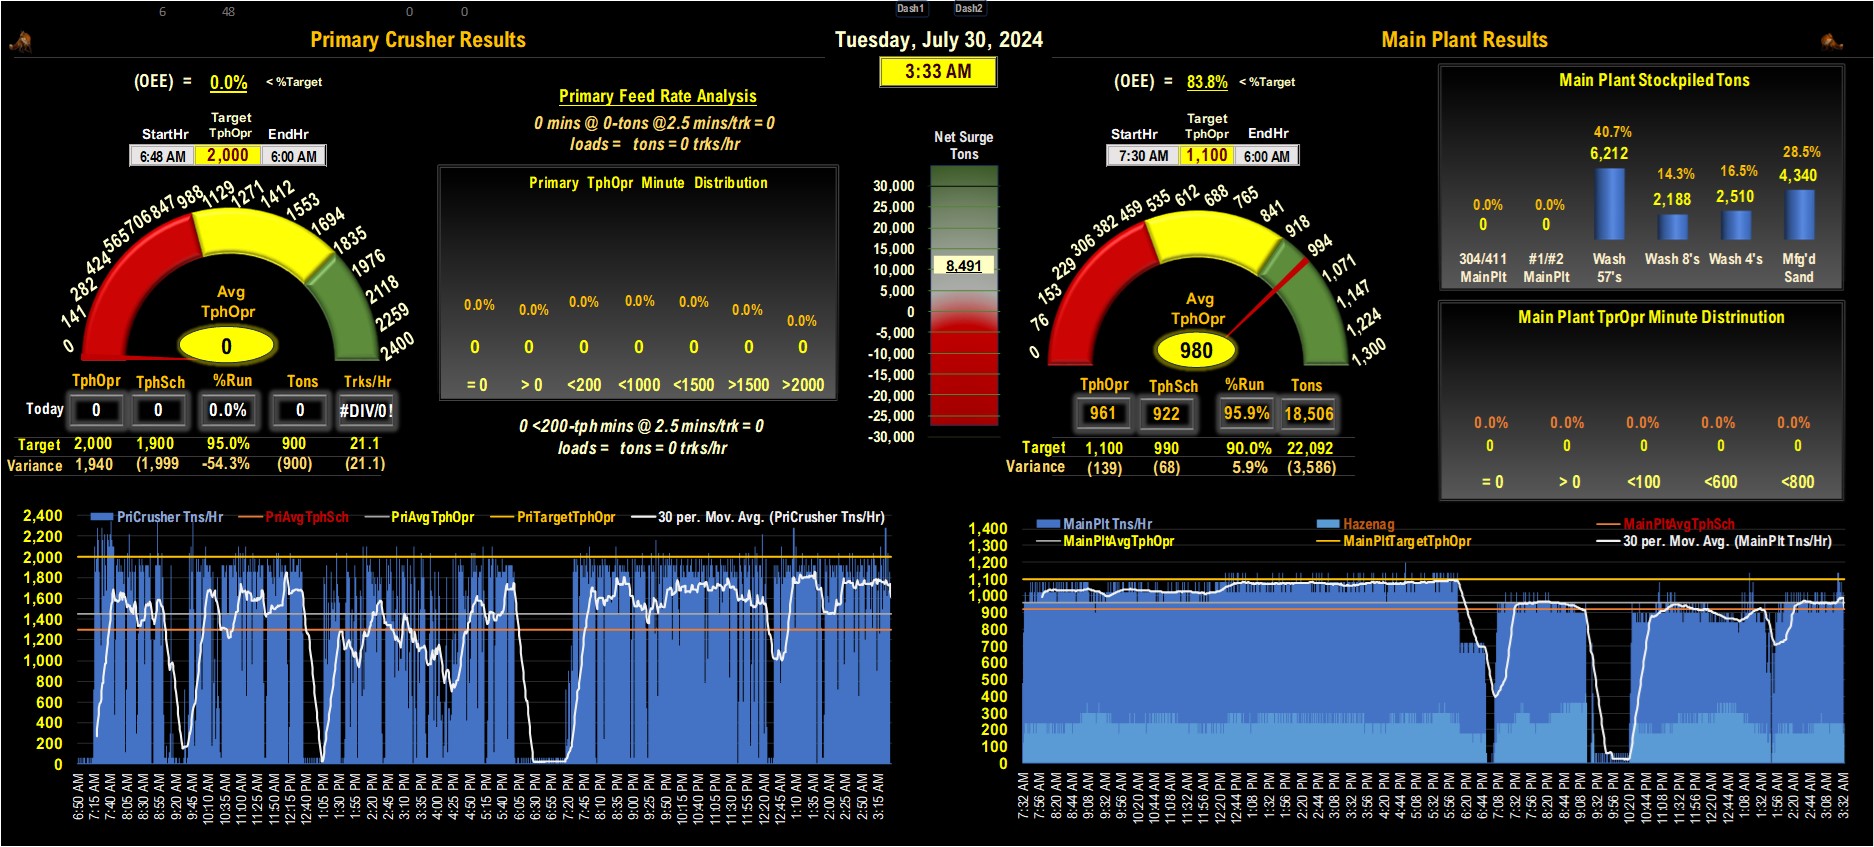 6 48 0 0 Dash1 Dash2
Primary Crusher Results
Tuesday, July 30, 2024
Main Plant Results
3:33 AM
(OEE) = 0.0% < %Target
Target
StartHr TphOpr EndHr
6:48 AM 2,000 6:00 AM
0 141 282 424 565 706 847 988 1129 1271 1412 1553 1694 1835 1976 2118 2259 2400
Avg
TphOpr
0
TphOpr TphSch %Run Tons Trks/Hr
Today 0 0 0.0% 0 #DIV/0!
Target 2,000 1,900 95.0% 900 21.1
Variance 1,940 (1,999 -54.3% (900) (21.1)
Primary Feed Rate Analysis
0 mins @ 0-tons @2.5 mins/trk = 0
loads = tons = 0 trks/hr
Primary TphOpr Minute Distribution
0.0% 0.0% 0.0% 0.0% 0.0% 0.0% 0.0%
0 0 0 0 0 0 0
= 0 > 0 <200 <1000 <1500 >1500 >2000
0 <200-tph mins @ 2.5 mins/trk = 0
loads = tons = 0 trks/hr
Net Surge
Tons
30,000
25,000
20,000
15,000
10,000
8,491
5,000
0
-5,000
-10,000
-15,000
-20,000
-25,000
-30,000
(OEE) = 83.8% < %Target
Target
StartHr TphOpr EndHr
7:30 AM 1,100 6:00 AM
0 76 153 229 306 382 459 535 612 688 765 841 918 994 1,071 1,147 1,224 1,300
Avg
TphOpr
980
TphOpr TphSch %Run Tons
961 922 95.9% 18,506
Target 1,100 990 90.0% 22,092
Variance (139) (68) 5.9% (3,586)
Main Plant Stockpiled Tons
0.0% 0.0% 40.7% 14.3% 16.5% 28.5%
0 0 6,212 2,188 2,510 4,340
304/411 #1/#2 Wash Wash 8's Wash 4's Mfg'd
MainPlt MainPlt 57's Sand
Main Plant TprOpr Minute Distrinution
0.0% 0.0% 0.0% 0.0% 0.0%
0 0 0 0 0
= 0 > 0 <100 <600 <800
PriCrusher Tns/Hr PriAvgTphSch PriAvgTphOpr PriTargetTphOpr 30 per. Mov. Avg. (PriCrusher Tns/Hr)
2,400
2,200
2,000
1,800
1,600
1,400
1,200
1,000
800
600
400
200
0
6:50 AM 7:15 AM 7:40 AM 8:05 AM 8:30 AM 8:55 AM 9:20 AM 9:45 AM 10:10 AM 10:35 AM 11:00 AM 11:25 AM 11:50 AM 12:15 PM 12:40 PM 1:05 PM 1:30 PM 1:55 PM 2:20 PM 2:45 PM 3:10 PM 3:35 PM 4:00 PM 4:25 PM 4:50 PM 5:15 PM 5:40 PM 6:05 PM 6:30 PM 6:55 PM 7:20 PM 7:45 PM 8:10 PM 8:35 PM 9:00 PM 9:25 PM 9:50 PM 10:15 PM 10:40 PM 11:05 PM 11:30 PM 11:55 PM 12:20 AM 12:45 AM 1:10 AM 1:35 AM 2:00 AM 2:25 AM 2:50 AM 3:15 AM
MainPlt Tns/Hr Hazenag MainPltAvgTphSch
MainPltAvgTphOpr MainPltTargetTphOpr 30 per. Mov. Avg. (MainPlt Tns/Hr)
1,400
1,300
1,200
1,100
1,000
900
800
700
600
500
400
300
200
100
0
7:32 AM 7:56 AM 8:20 AM 8:44 AM 9:08 AM 9:32 AM 9:56 AM 10:20 AM 10:44 AM 11:08 AM 11:32 AM 11:56 AM 12:20 PM 12:44 PM 1:08 PM 1:32 PM 1:56 PM 2:20 PM 2:44 PM 3:08 PM 3:32 PM 3:56 PM 4:20 PM 4:44 PM 5:08 PM 5:32 PM 5:56 PM 6:20 PM 6:44 PM 7:08 PM 7:32 PM 7:56 PM 8:20 PM 8:44 PM 9:08 PM 9:32 PM 9:56 PM 10:20 PM 10:44 PM 11:08 PM 11:32 PM 11:56 PM 12:20 AM 12:44 AM 1:08 AM 1:32 AM 1:56 AM 2:20 AM 2:44 AM 3:08 AM 3:32 AM